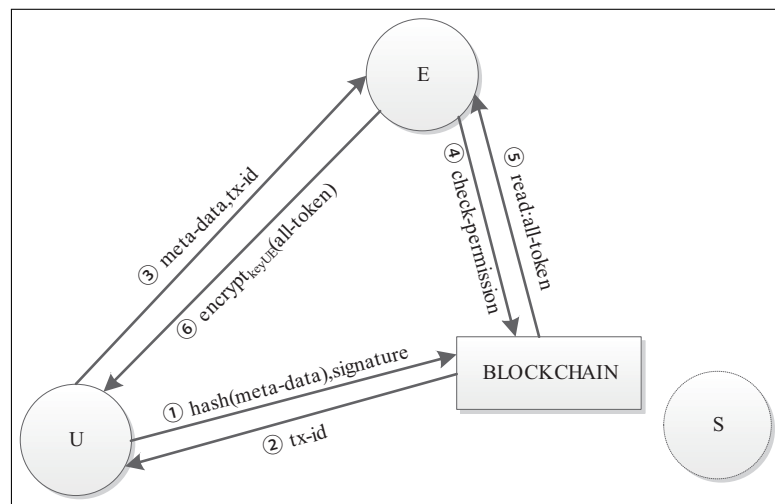 E
③ meta-data,tx-id
⑥ encryptkeyUE(all-token)
④ check-permission
⑤ read:all-token
① hash(meta-data),signature
② tx-id
U
BLOCKCHAIN
S